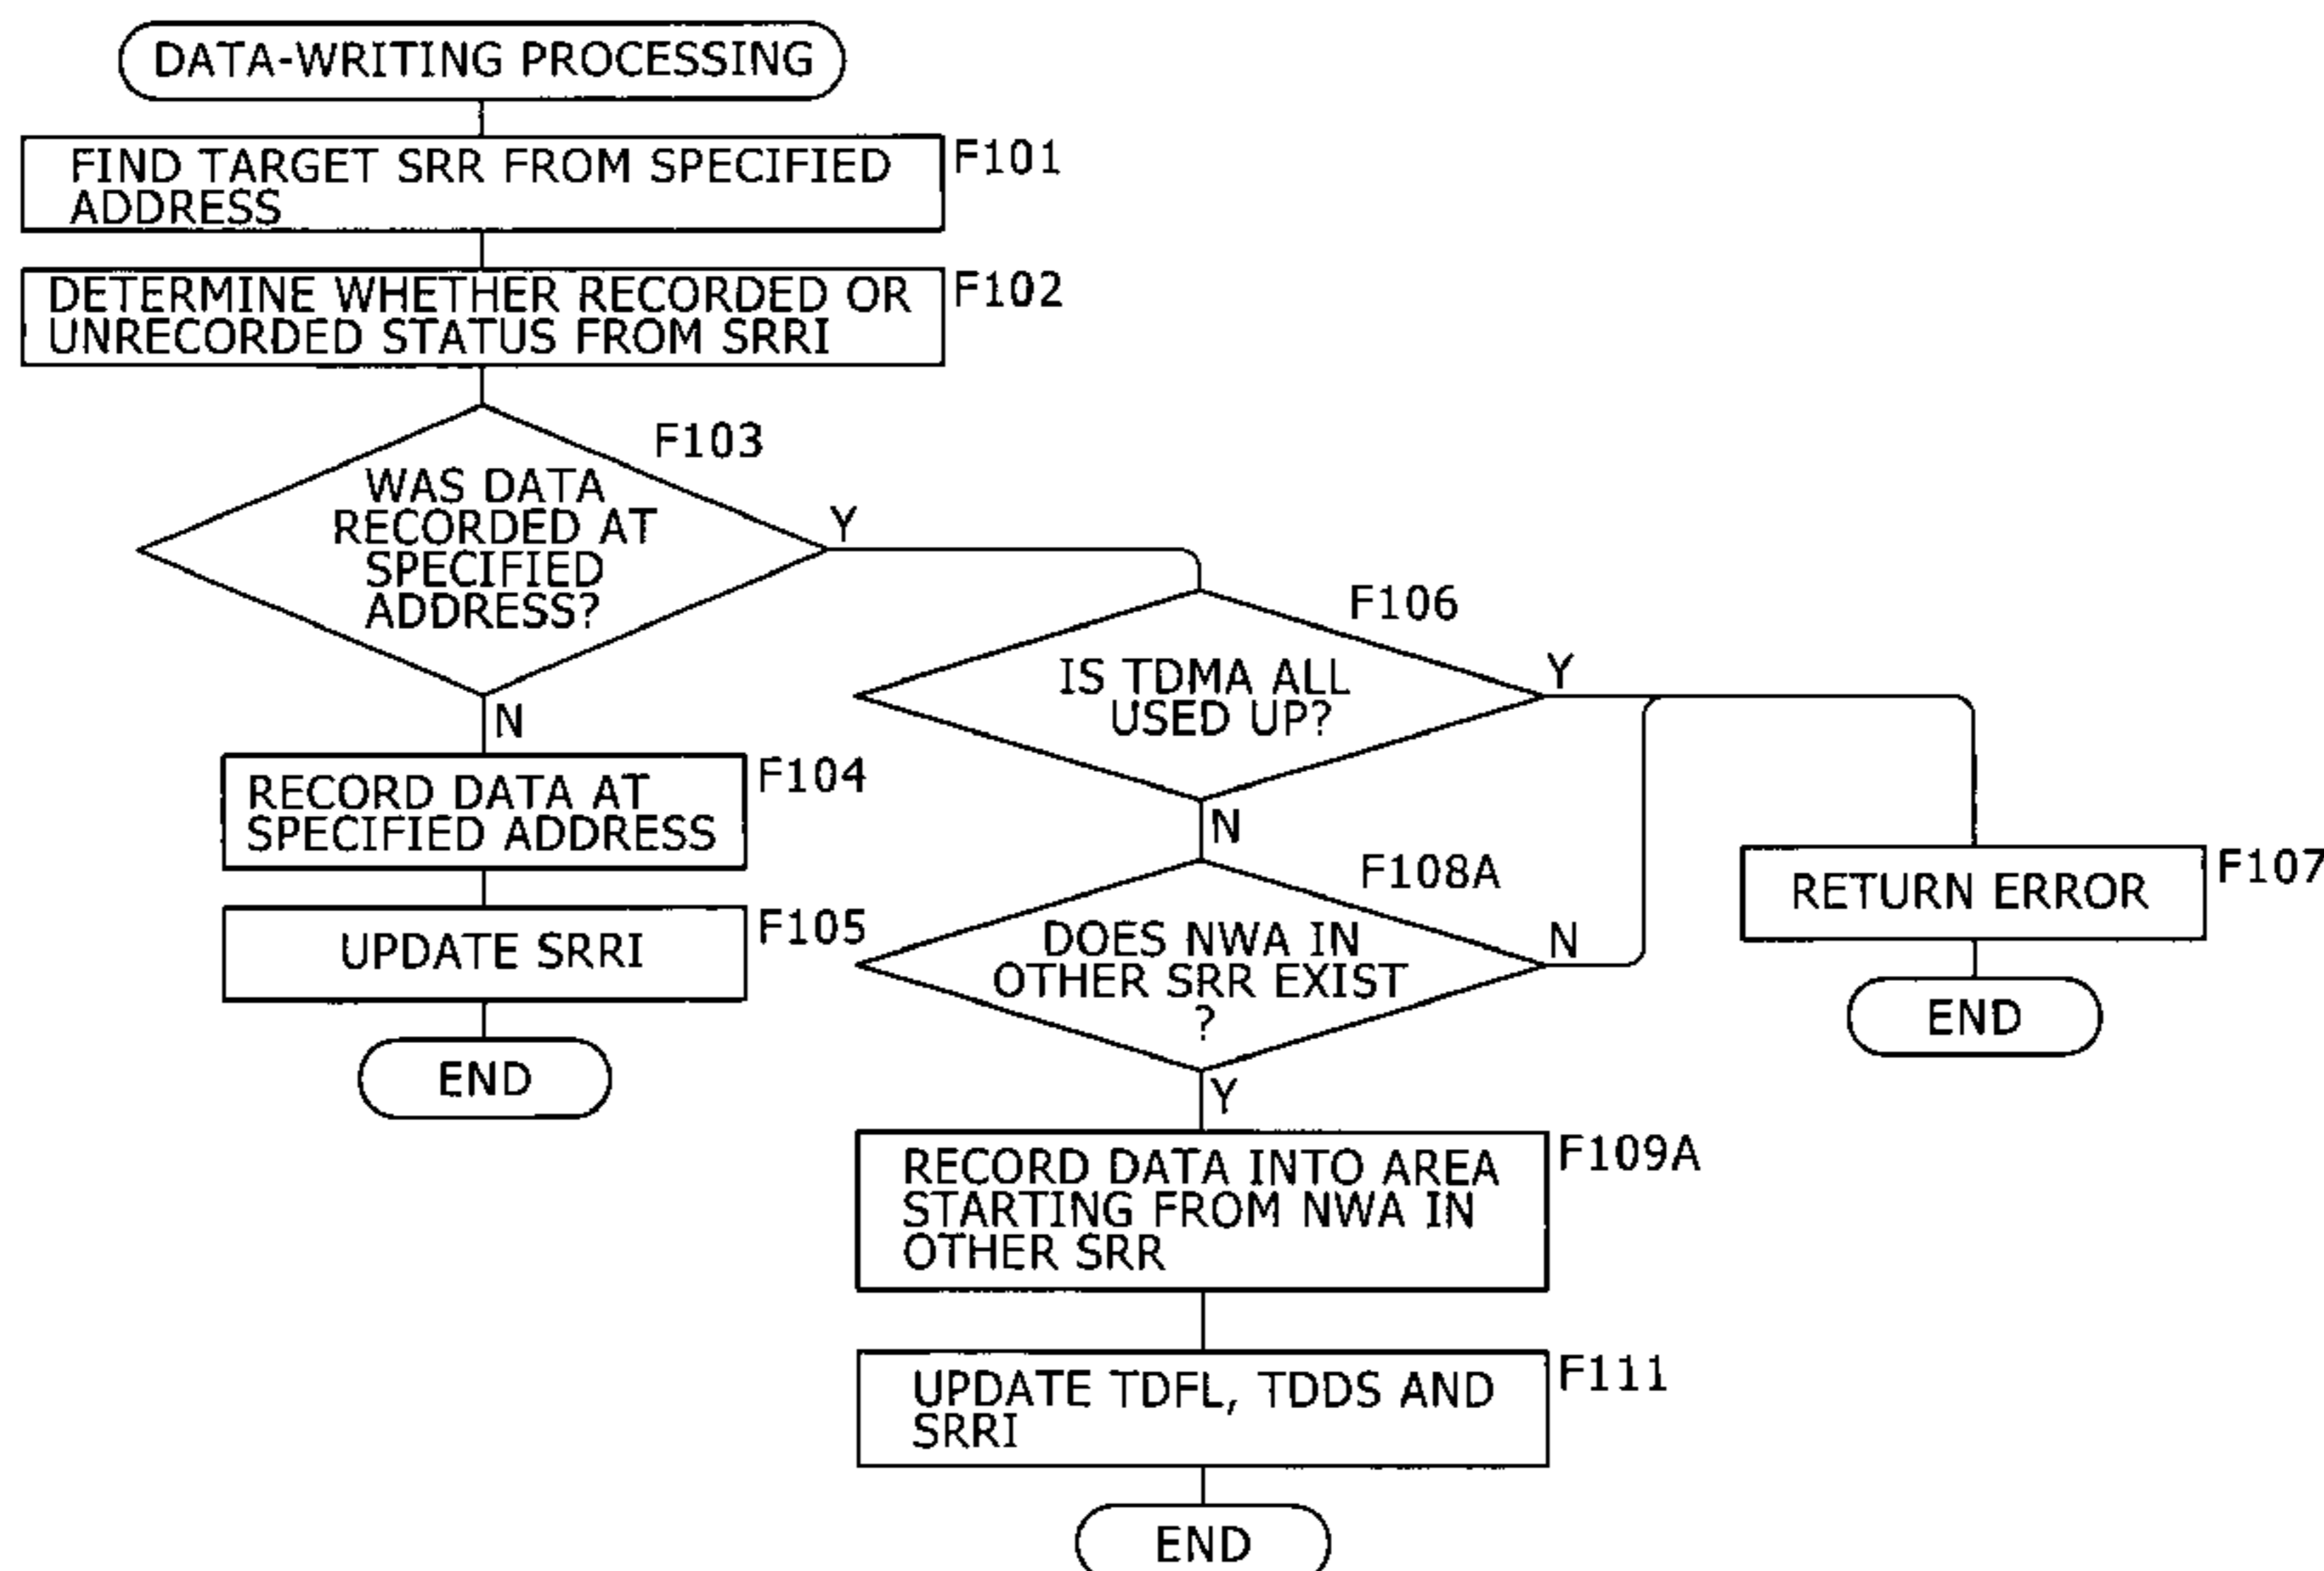 DATA-WRITING PROCESSING
FIND TARGET SRR FROM SPECIFIED
ADDRESS
F101
DETERMINE WHETHER RECORDED OR
UNRECORDED STATUS FROM SRRI
F102
F103
WAS DATA
RECORDED AT
SPECIFIED
ADDRESS?
Y
N
RECORD DATA AT
SPECIFIED ADDRESS
F104
UPDATE SRRI
F105
END
F106
IS TDMA ALL
USED UP?
Y
N
F108A
DOES NWA IN
OTHER SRR EXIST
?
N
Y
RETURN ERROR
F107
END
RECORD DATA INTO AREA
STARTING FROM NWA IN
OTHER SRR
F109A
UPDATE TDFL, TDDS AND
SRRI
F111
END